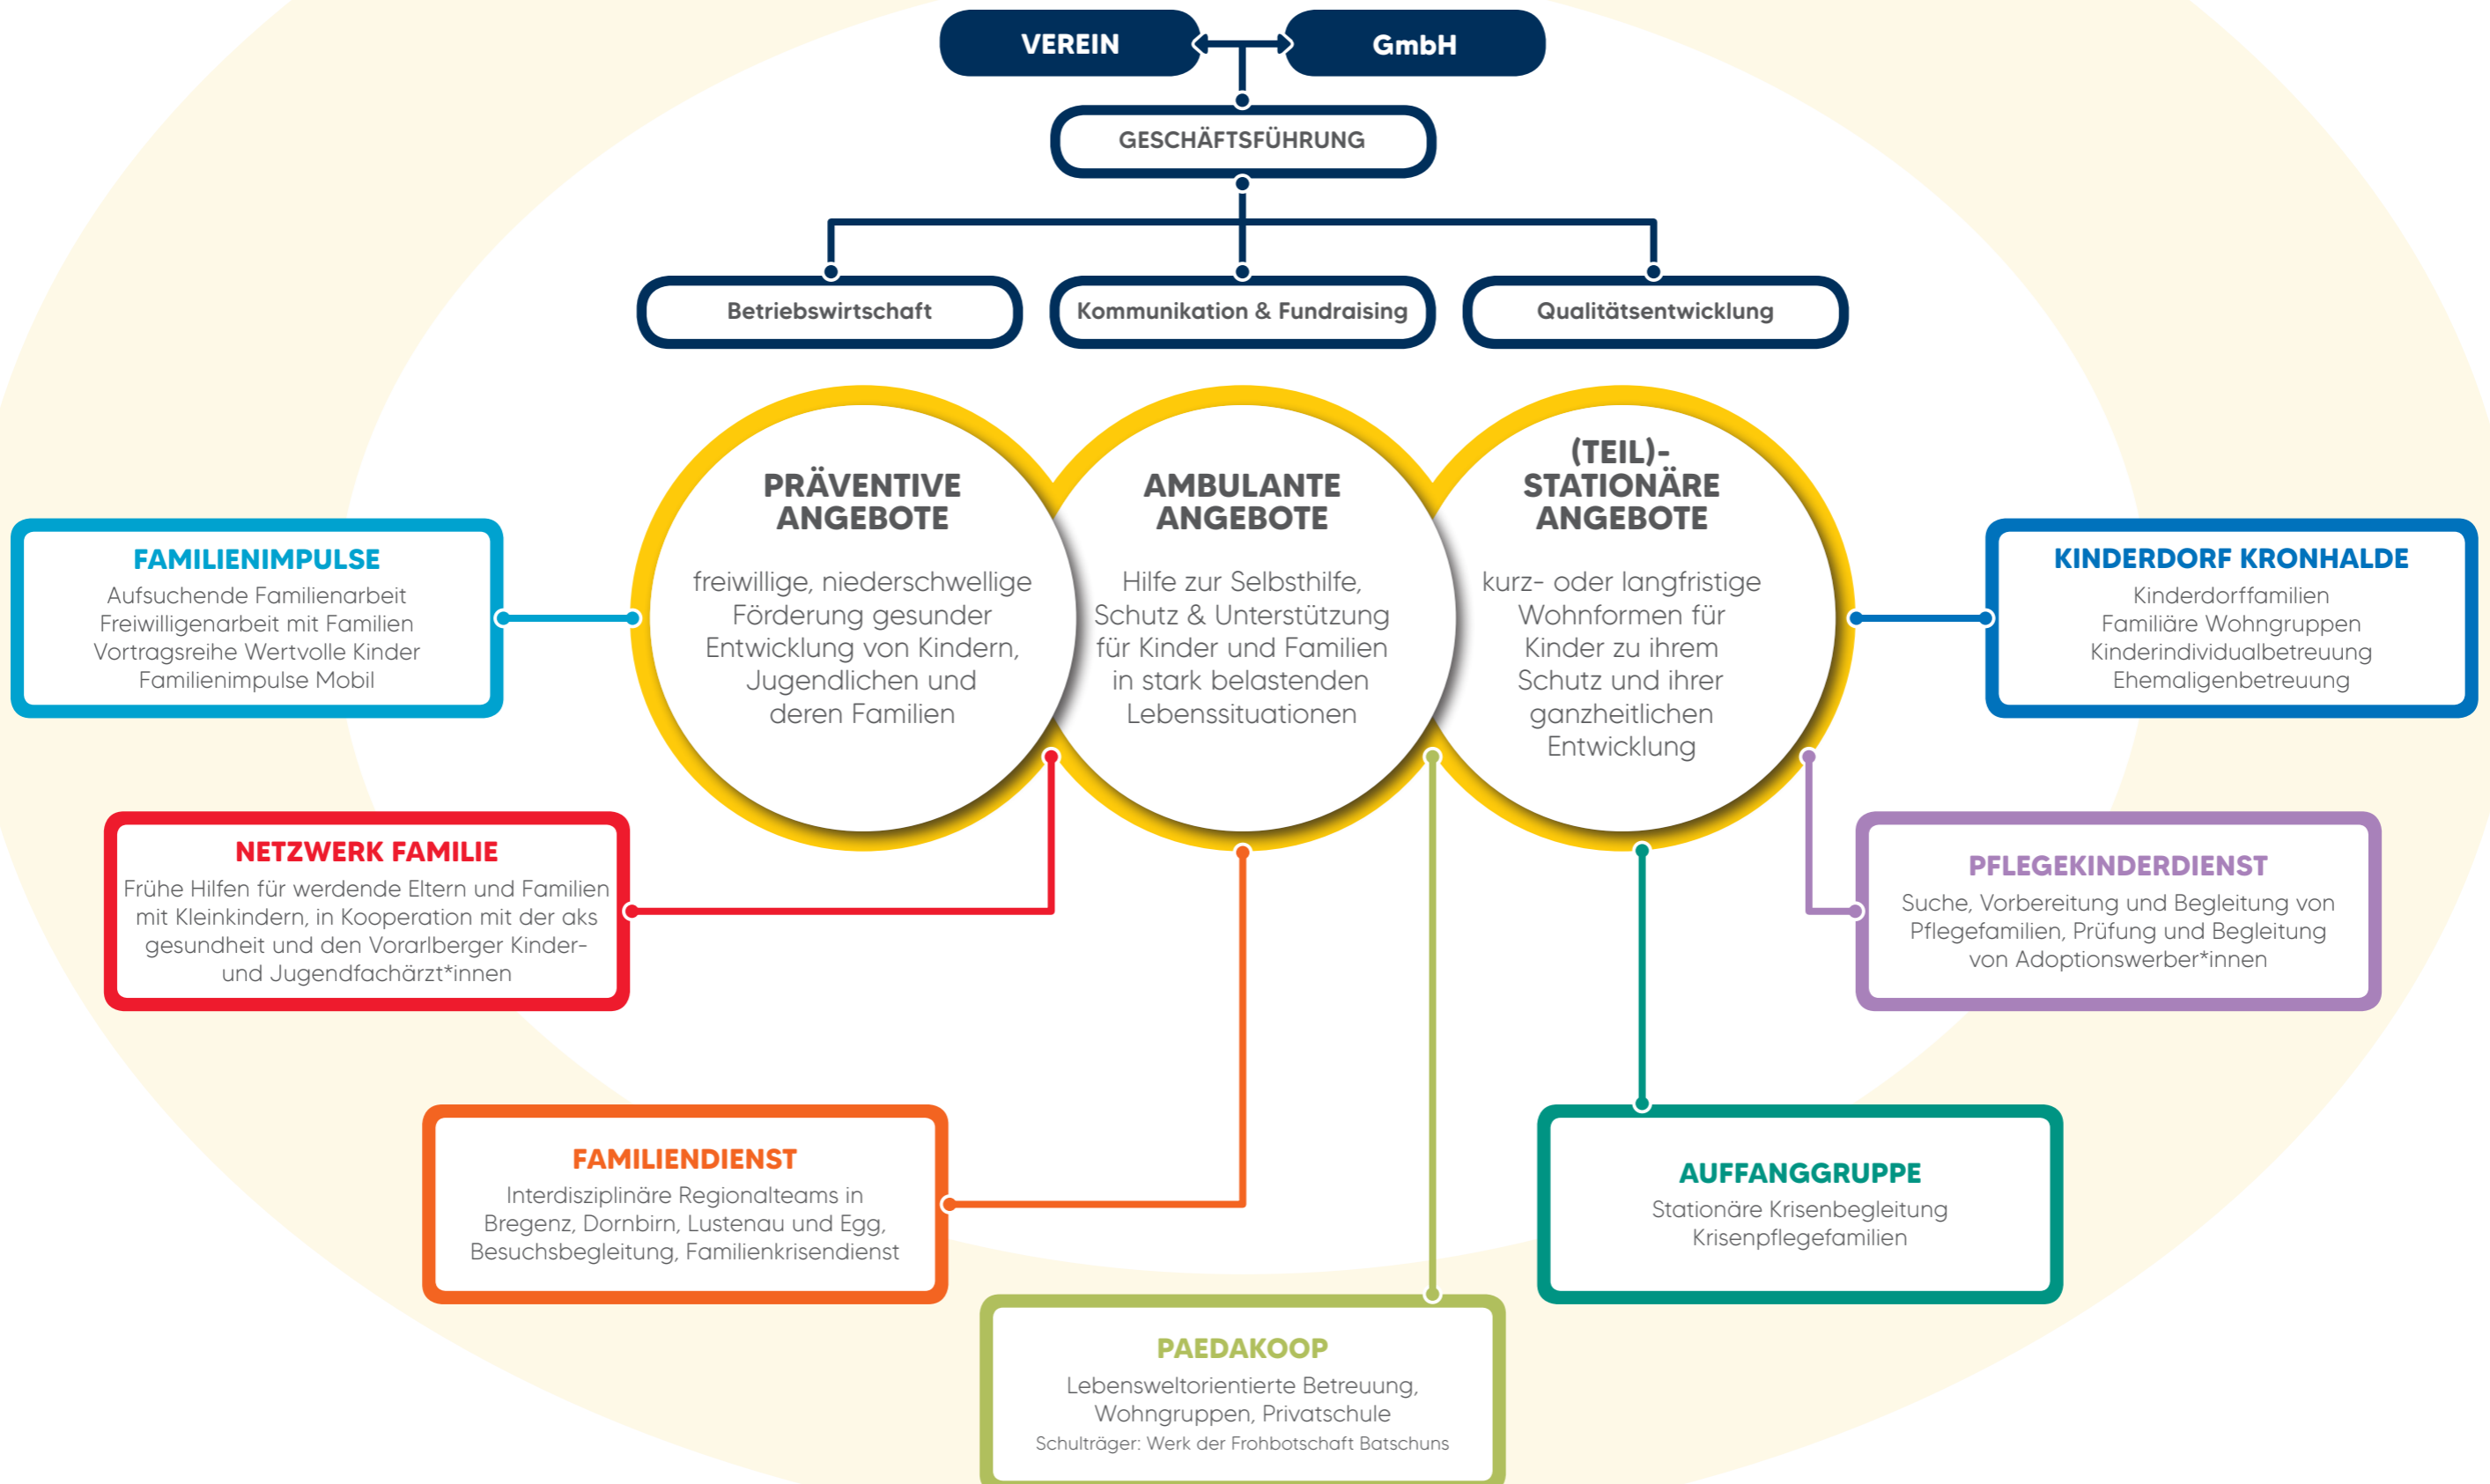 VEREIN
GmbH
GESCHÄFTSFÜHRUNG
Betriebswirtschaft
Kommunikation & Fundraising
Qualitätsentwicklung
PRÄVENTIVE
ANGEBOTE
freiwillige, niederschwellige
Förderung gesunder
Entwicklung von Kindern,
Jugendlichen und
deren Familien
AMBULANTE
ANGEBOTE
Hilfe zur Selbsthilfe,
Schutz & Unterstützung
für Kinder und Familien
in stark belastenden
Lebenssituationen
(TEIL)-
STATIONÄRE
ANGEBOTE
kurz- oder langfristige
Wohnformen für
Kinder zu ihrem
Schutz und ihrer
ganzheitlichen
Entwicklung
FAMILIENIMPULSE
Aufsuchende Familienarbeit
Freiwilligenarbeit mit Familien
Vortragsreihe Wertvolle Kinder
Familienimpulse Mobil
KINDERDORF KRONHALDE
Kinderdorffamilien
Familiäre Wohngruppen
Kinderindividualbetreuung
Ehemaligenbetreuung
NETZWERK FAMILIE
Frühe Hilfen für werdende Eltern und Familien
mit Kleinkindern, in Kooperation mit der aks
gesundheit und den Vorarlberger Kinder-
und Jugendfachärzt*innen
PFLEGEKINDERDIENST
Suche, Vorbereitung und Begleitung von
Pflegefamilien, Prüfung und Begleitung
von Adoptionswerber*innen
FAMILIENDIENST
Interdisziplinäre Regionalteams in
Bregenz, Dornbirn, Lustenau und Egg,
Besuchsbegleitung, Familienkrisendienst
AUFFANGGRUPPE
Stationäre Krisenbegleitung
Krisenpflegefamilien
PAEDAKOOP
Lebensweltorientierte Betreuung,
Wohngruppen, Privatschule
Schulträger: Werk der Frohbotschaft Batschuns